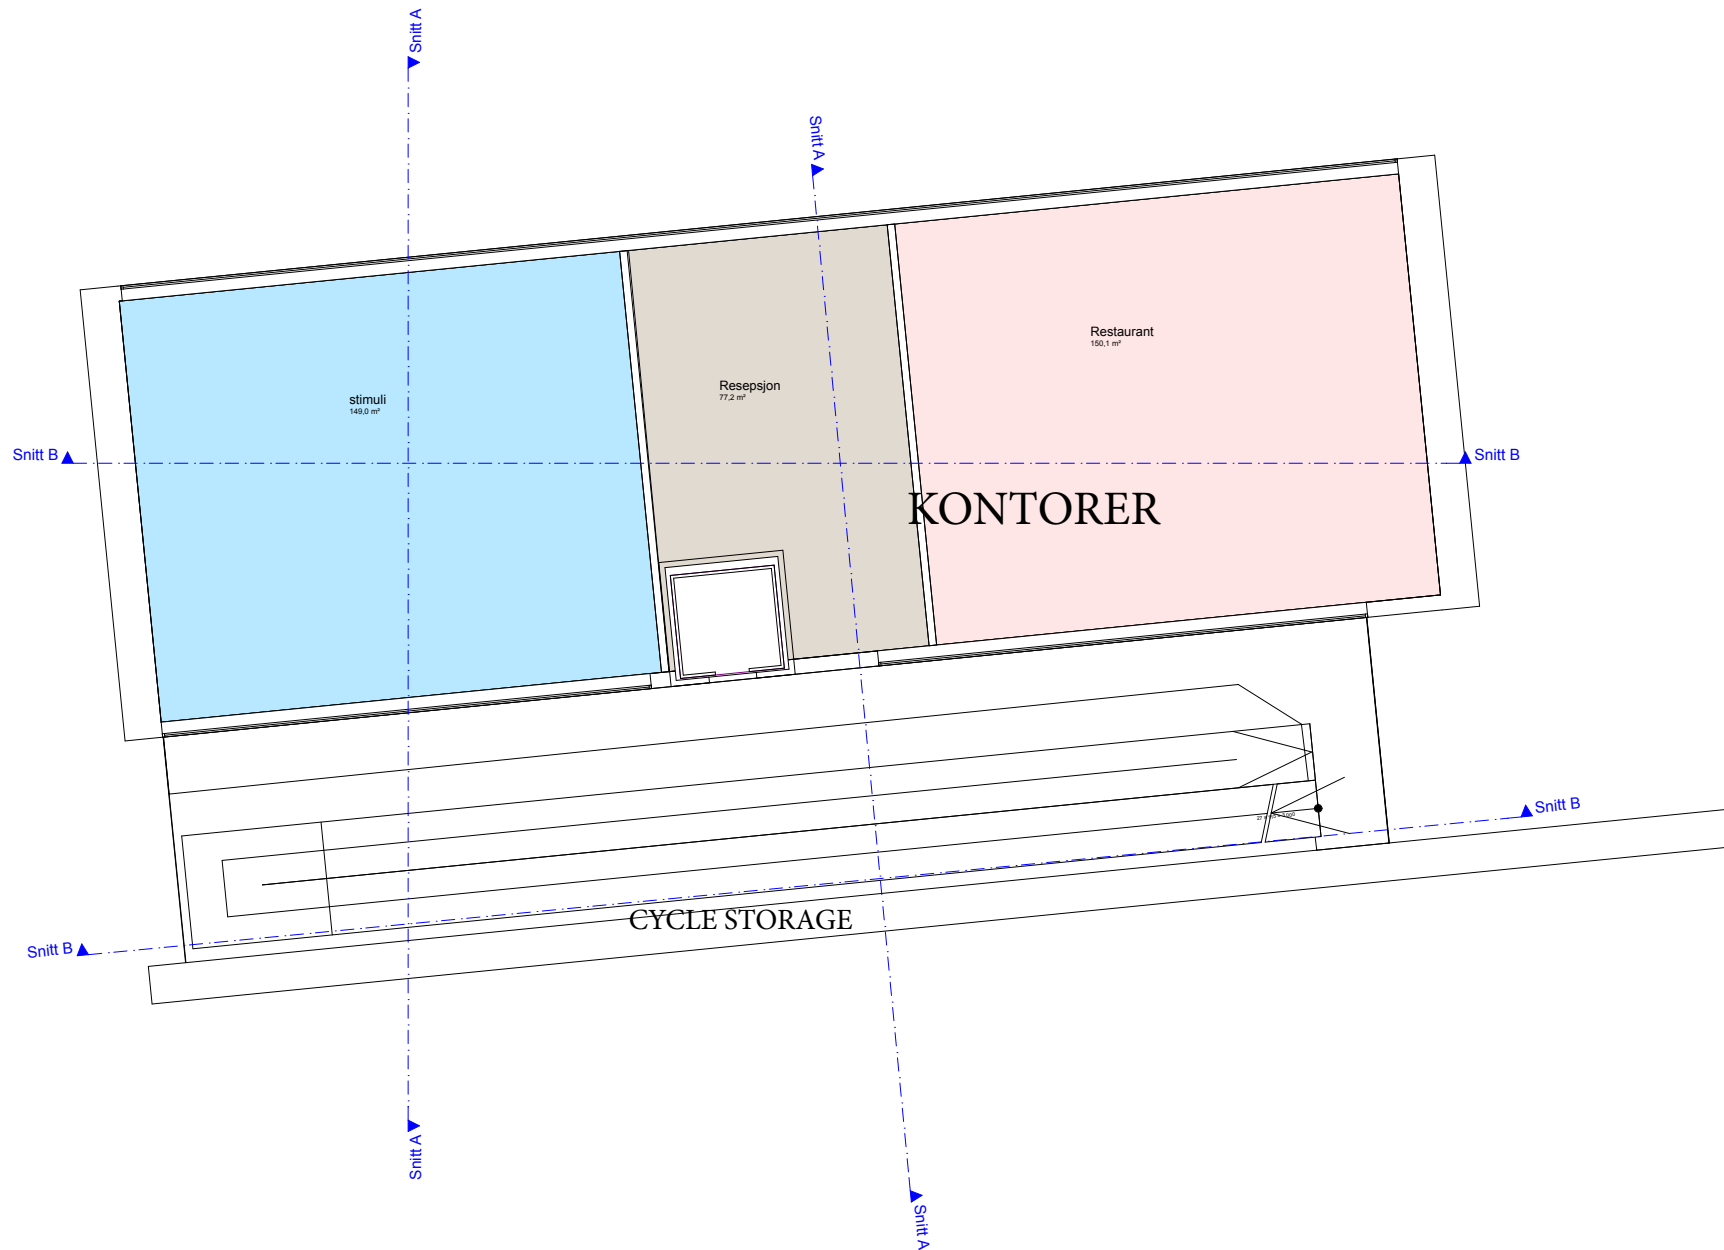 Snitt A
Snitt A
Restaurant
150,1 m²
Resepsjon
77,2 m²
stimuli
149,0 m²
Snitt B
Snitt B
KONTORER
Snitt B
CYCLE STORAGE
Snitt B
Snitt A
Snitt A